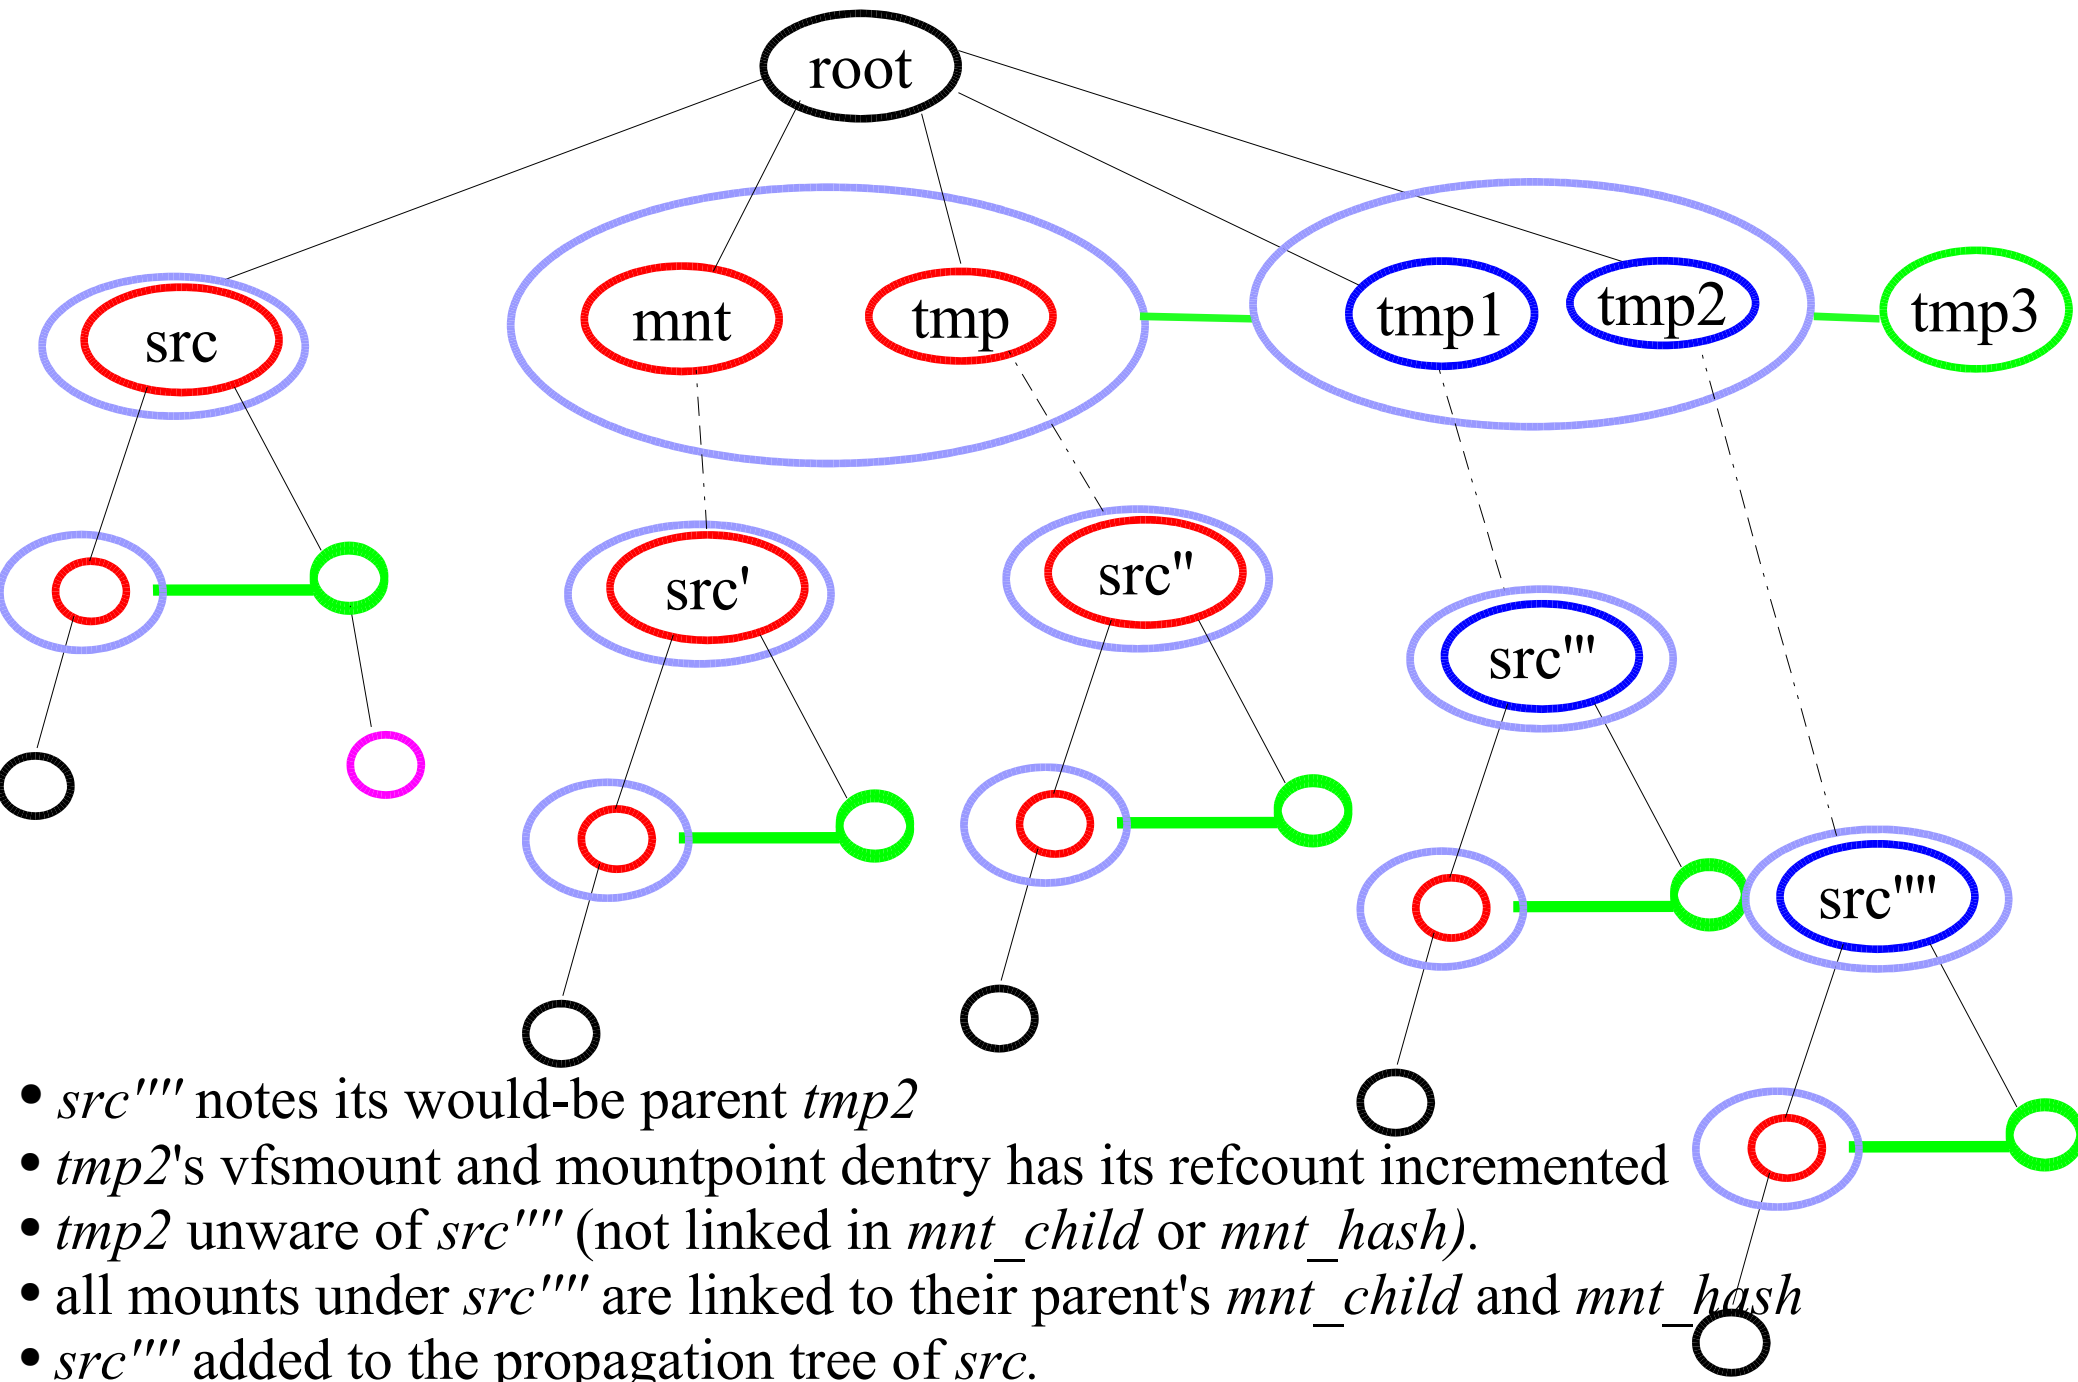 root
src
mnt
tmp
tmp1
tmp2
tmp3
src'
src''
src'''
src''''
• src'''' notes its would-be parent tmp2
• tmp2's vfsmount and mountpoint dentry has its refcount incremented
• tmp2 unware of src'''' (not linked in mnt_child or mnt_hash).
• all mounts under src'''' are linked to their parent's mnt_child and mnt_hash
• src'''' added to the propagation tree of src.